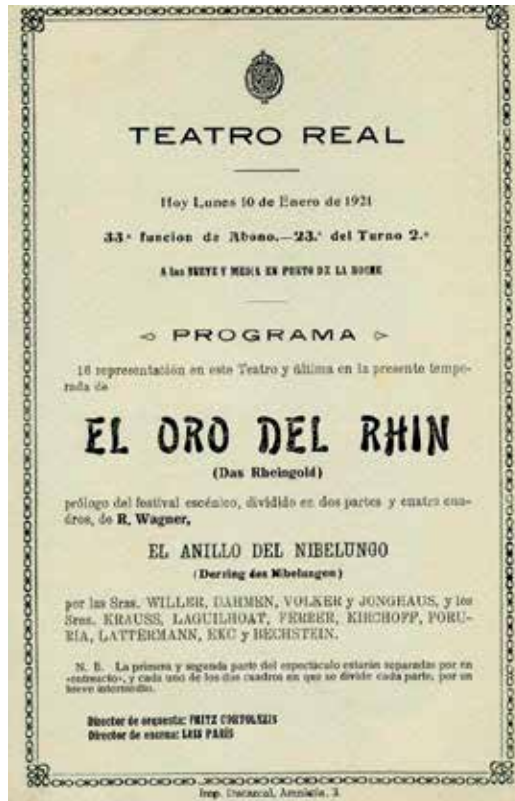 TEATRO REAL
Hoy Lunes 10 de Enero de 1921
33.ª funcion de Abono.—23.ª del Turno 2.º
A las NUEVE Y MEDIA EN PUNTO DE LA NOCHE
PROGRAMA
16 representación en este Teatro y última en la presente tempo-
rada de
EL ORO DEL RHIN
(Das Rheingold)
prólogo del festival escénico, dividido en dos partes y cuatro cua-
dros, de R. Wagner,
EL ANILLO DEL NIBELUNGO
(Derring des Nibelungen)
por las Sras. WILLER, DAHMEN, VOLKER y JONGHAUS, y los
Sres. KRAUSS, LAGUILHOAT, FERRER, KIRCHOFF, FORU-
RIA, LATTERMANN, EKC y BECHSTEIN.
N. B. La primera y segunda parte del espectáculo estarán separadas por un
«entreacto», y cada uno de los dos cuadros en que se divide cada parte, por un
breve intermedio.
Director de orquesta: FRITZ CORTOLEZIS
Director de escena: LUIS PARÍS
Imp. Ducazcal, 3